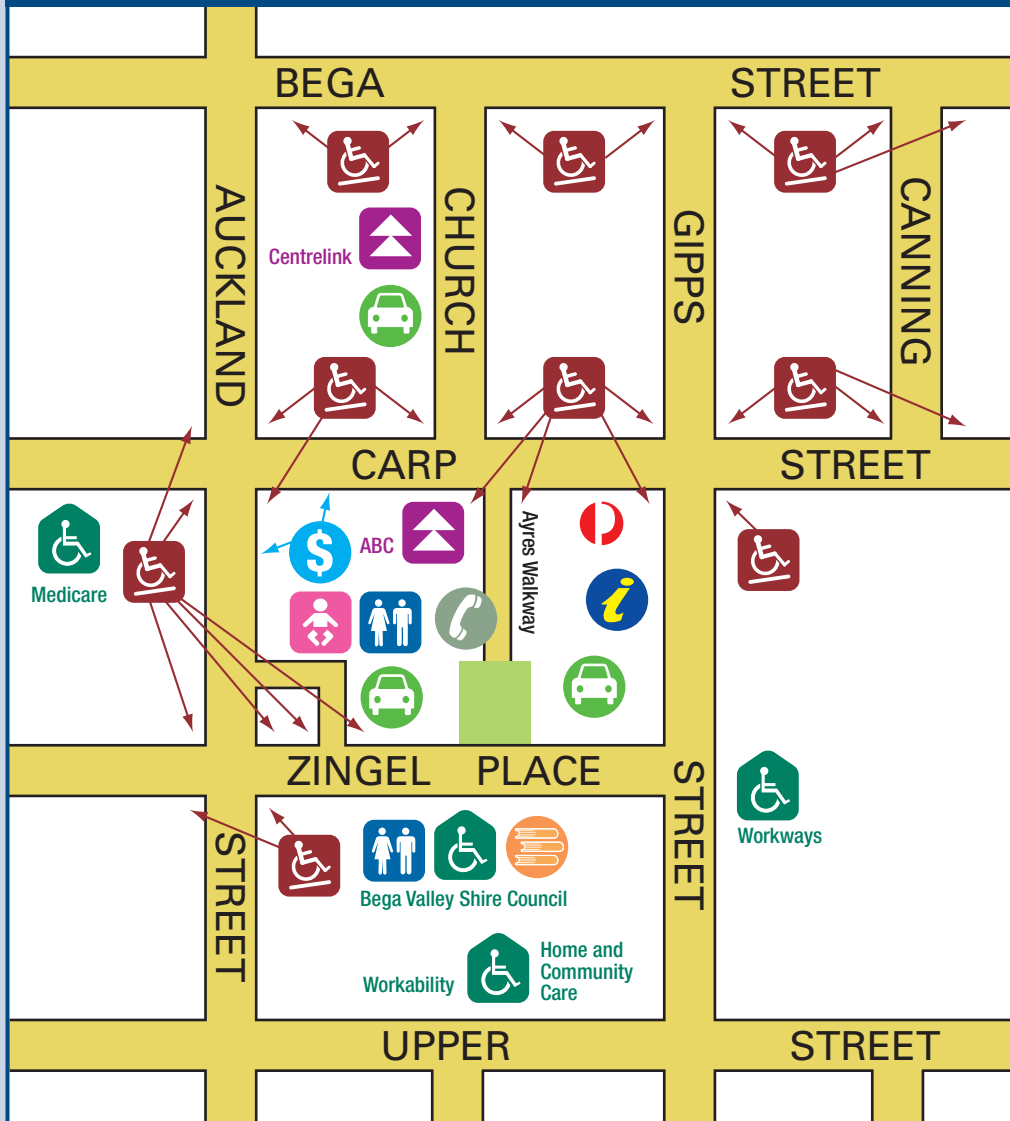 BEGA STREET
AUCKLAND
CHURCH
GIPPS
CANNING
Centrelink
CARP STREET
Medicare
$
ABC
Ayres Walkway
i
ZINGEL PLACE
STREET
STREET
Workways
Bega Valley Shire Council
Workability
Home and
Community
Care
UPPER STREET